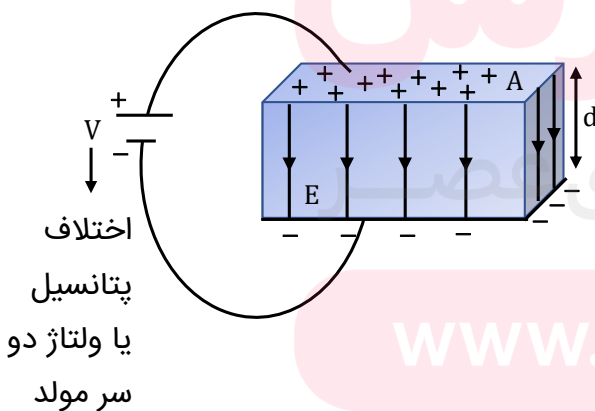 + + + + + + + + + + + A
+
V
−
d
E
− − − − − − −
اختلاف
پتانسیل
یا ولتاژ دو
سر مولد
www.